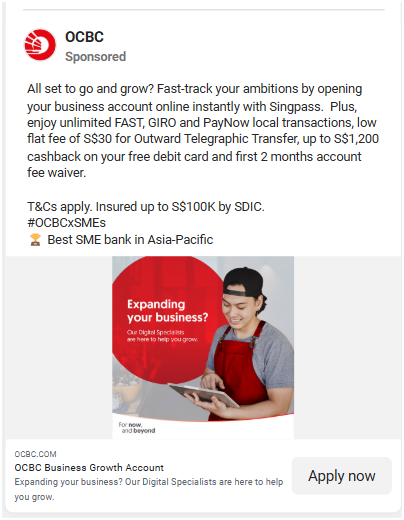 OCBC
Sponsored
All set to go and grow? Fast-track your ambitions by opening
your business account online instantly with Singpass. Plus,
enjoy unlimited FAST, GIRO and PayNow local transactions, low
flat fee of S$30 for Outward Telegraphic Transfer, up to S$1,200
cashback on your free debit card and first 2 months account
fee waiver.
T&Cs apply. Insured up to S$100K by SDIC.
#OCBCxSMEs
🏆 Best SME bank in Asia-Pacific
Expanding
your business?
Our Digital Specialists
are here to help you grow.
For now,
and beyond
OCBC.COM
OCBC Business Growth Account
Expanding your business? Our Digital Specialists are here to help
you grow.
Apply now